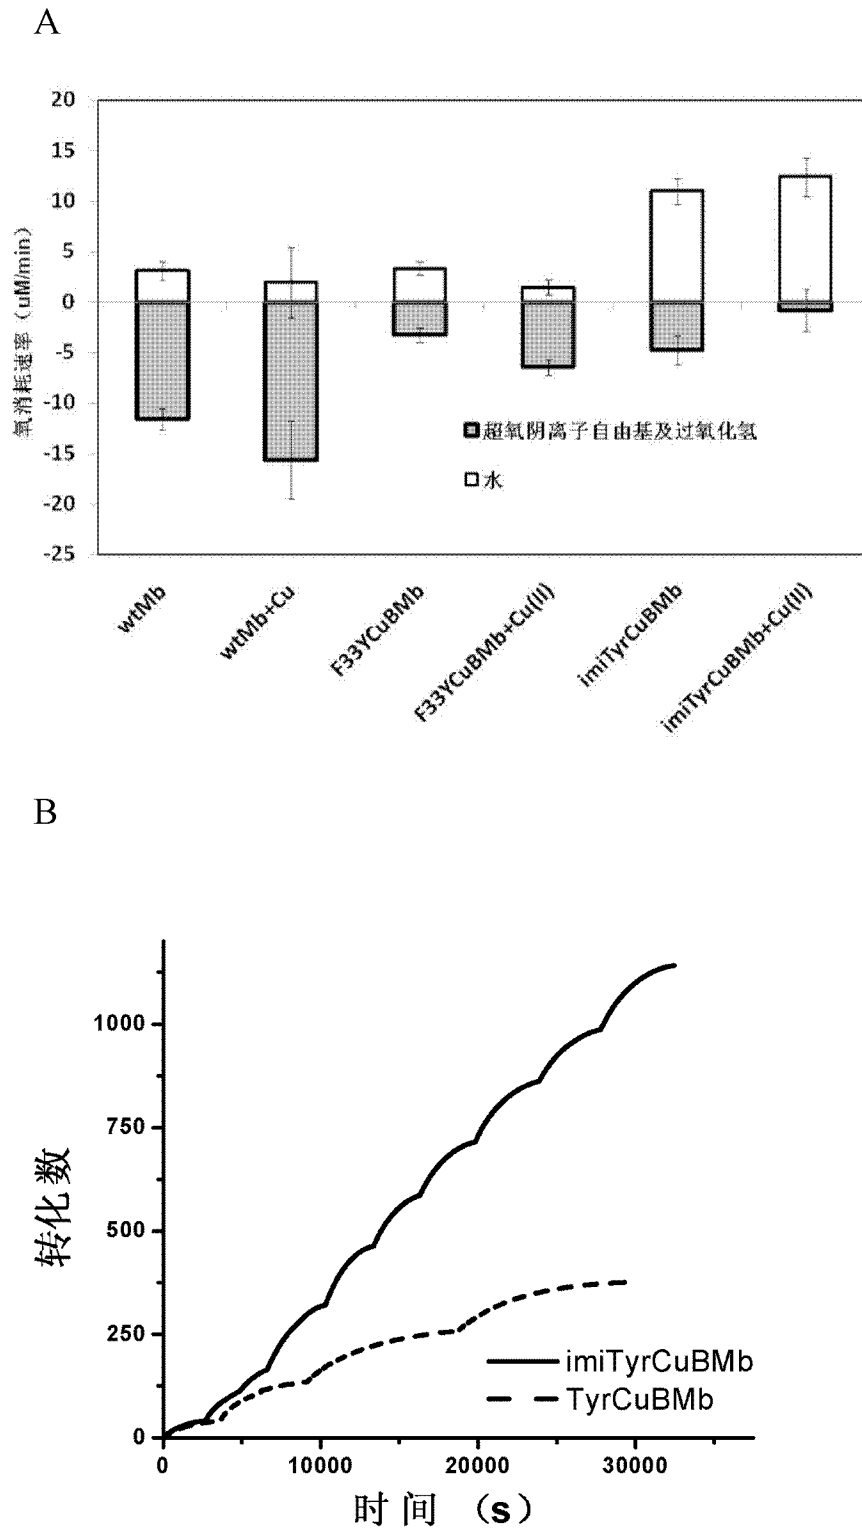 A
20
15
10
5
0
-5
-10
-15
-20
-25
氧消耗速率（uM/min）
超氧阴离子自由基及过氧化氢
水
wtMb
wtMb+Cu
F33YCuBMb
F33YCuBMb+Cu(II)
imiTyrCuBMb
imiTyrCuBMb+Cu(II)
B
1000
750
500
250
0
转化数
imiTyrCuBMb
TyrCuBMb
0
10000
20000
30000
时间 （s）